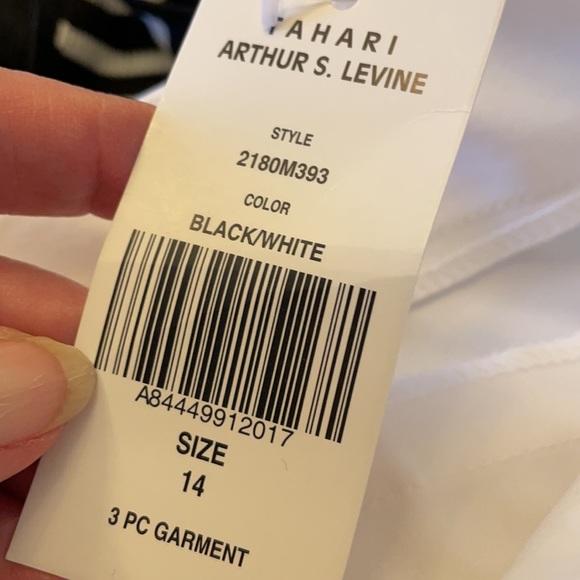 TAHARI
ARTHUR S. LEVINE
STYLE
2180M393
COLOR
BLACK/WHITE
A84449912017
SIZE
14
3 PC GARMENT